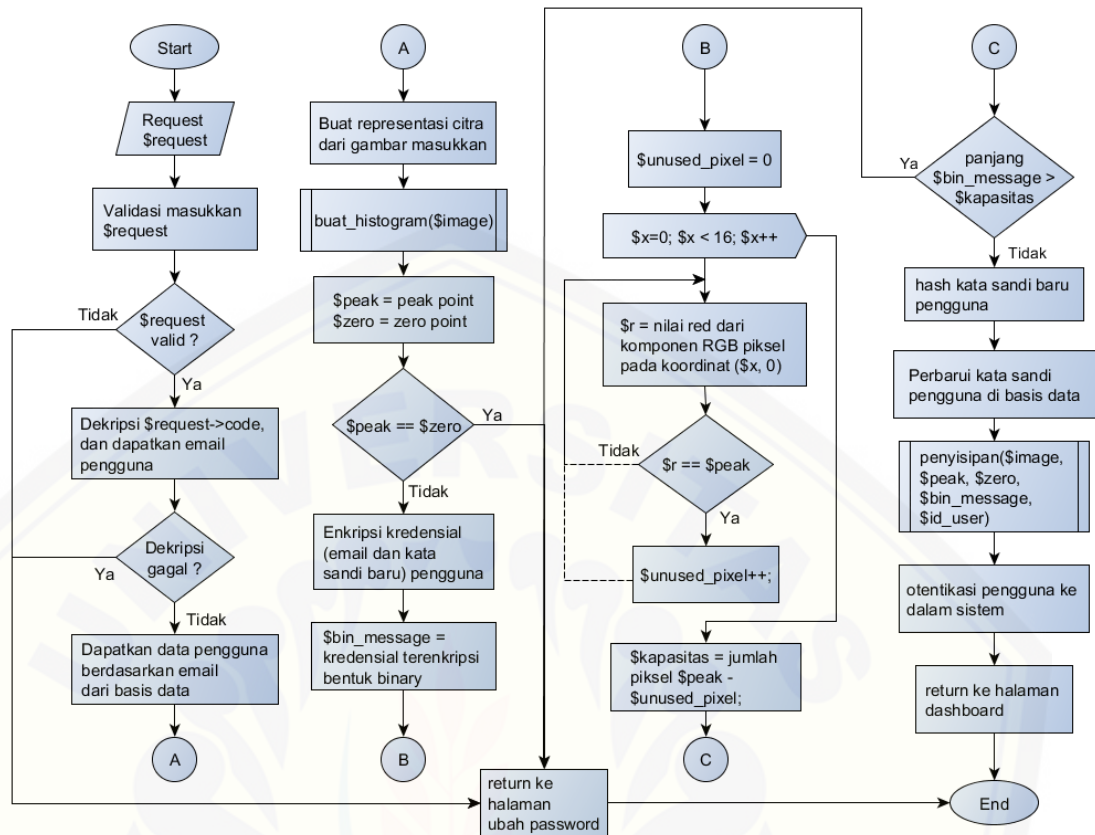 Start
Request
$request
Validasi masukkan
$request
$request
valid ?
Tidak
Ya
Dekripsi $request->code,
dan dapatkan email
pengguna
Dekripsi
gagal ?
Ya
Tidak
Dapatkan data pengguna
berdasarkan email
dari basis data
A
A
Buat representasi citra
dari gambar masukkan
buat_histogram($image)
$peak = peak point
$zero = zero point
$peak == $zero
Ya
Tidak
Enkripsi kredensial
(email dan kata
sandi baru) pengguna
$bin_message =
kredensial terenkripsi
bentuk binary
B
return ke
halaman
ubah password
B
$unused_pixel = 0
$x=0; $x < 16; $x++
$r = nilai red dari
komponen RGB piksel
pada koordinat ($x, 0)
Tidak
$r == $peak
Ya
$unused_pixel++;
$kapasitas = jumlah
piksel $peak -
$unused_pixel;
C
C
Ya
panjang
$bin_message >
$kapasitas
Tidak
hash kata sandi baru
pengguna
Perbarui kata sandi
pengguna di basis data
penyisipan($image,
$peak, $zero,
$bin_message,
$id_user)
otentikasi pengguna ke
dalam sistem
return ke halaman
dashboard
End
UNIVERSITAS